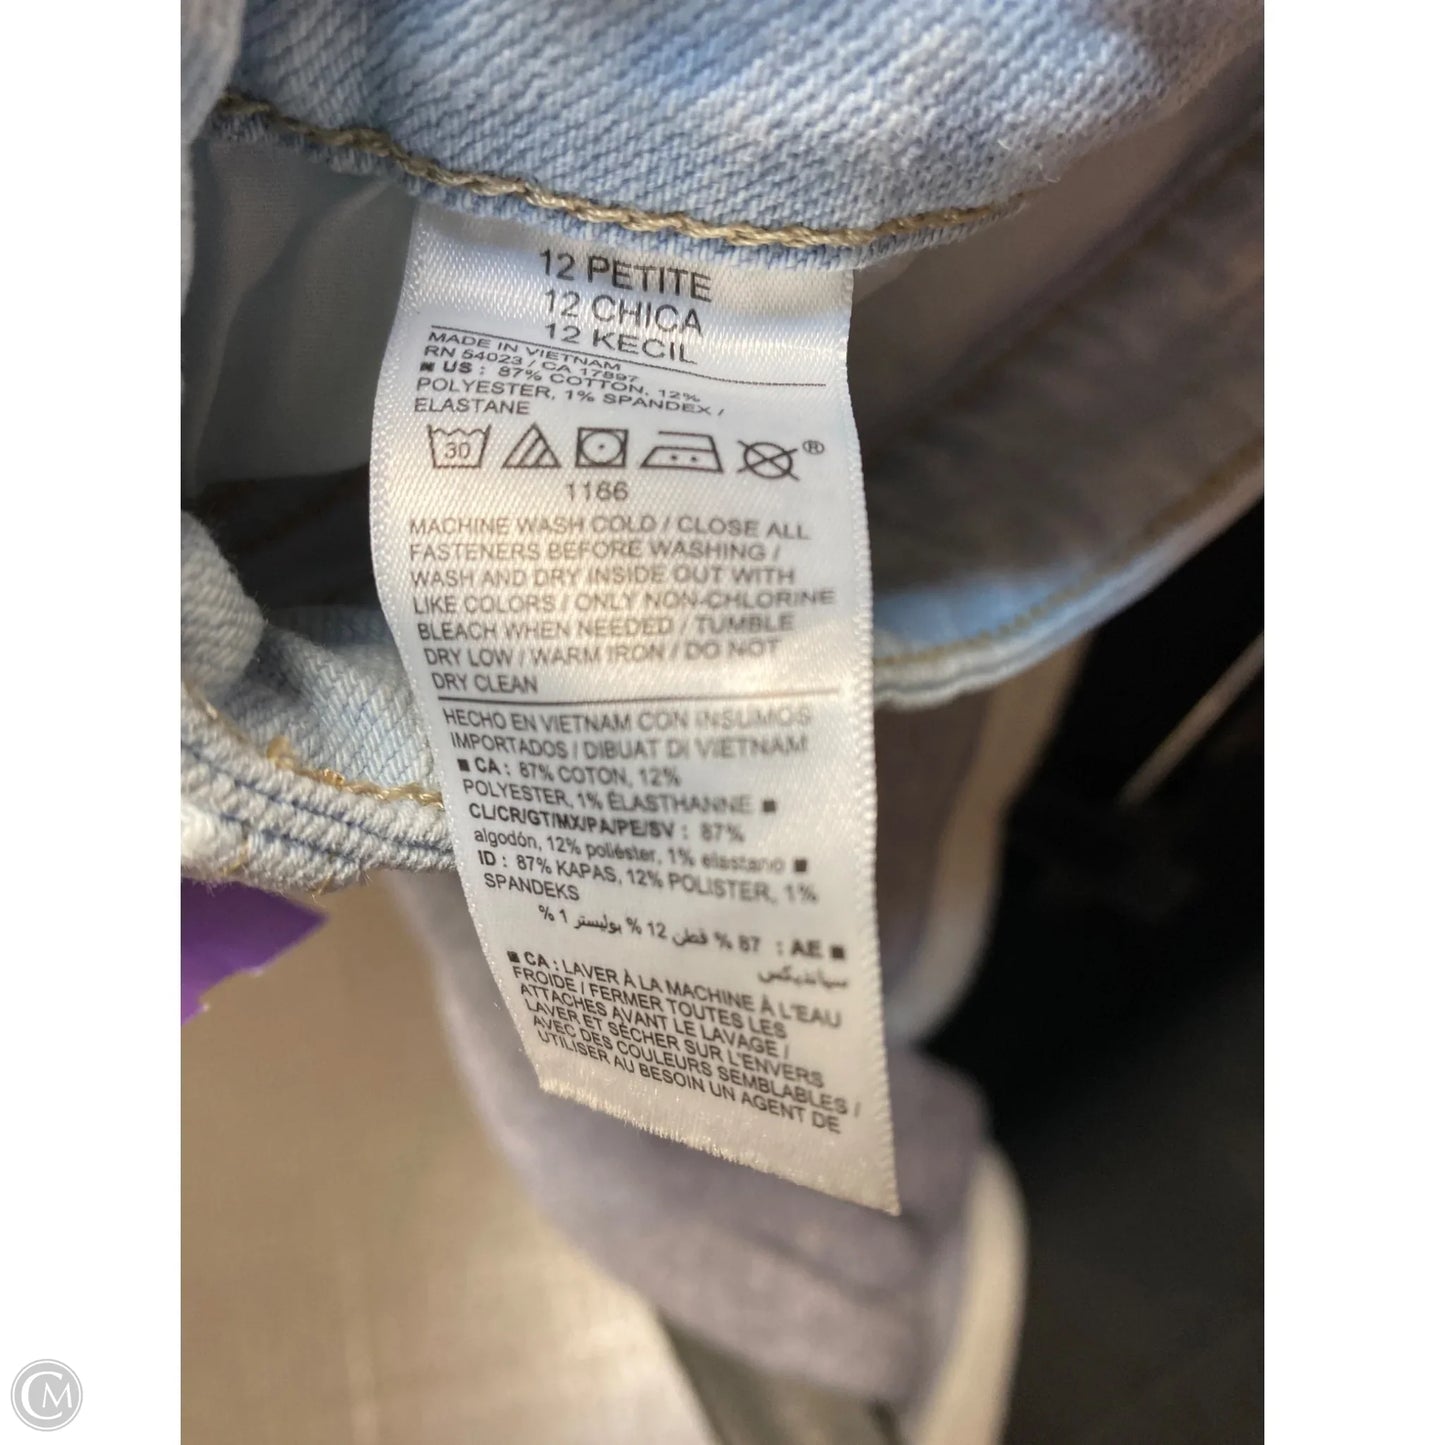 12 PETITE
12 CHICA
12 KECIL
MADE IN VIETNAM
RN 54023 / CA 17897
■ US : 87% COTTON, 12%
POLYESTER, 1% SPANDEX /
ELASTANE
30
®
1166
MACHINE WASH COLD / CLOSE ALL
FASTENERS BEFORE WASHING /
WASH AND DRY INSIDE OUT WITH
LIKE COLORS / ONLY NON-CHLORINE
BLEACH WHEN NEEDED / TUMBLE
DRY LOW / WARM IRON / DO NOT
DRY CLEAN
HECHO EN VIETNAM CON INSUMOS
IMPORTADOS / DIBUAT DI VIETNAM
■ CA : 87% COTON, 12%
POLYESTER, 1% ÉLASTHANNE ■
CL/CR/GT/MX/PA/PE/SV : 87%
algodón, 12% poliéster, 1% elastano ■
ID : 87% KAPAS, 12% POLISTER, 1%
SPANDEKS
■ AE : 87 % قطن 12 % بوليستر 1 %
سباندیكس
■ CA : LAVER À LA MACHINE À L'EAU
FROIDE / FERMER TOUTES LES
ATTACHES AVANT LE LAVAGE /
LAVER ET SÉCHER SUR L'ENVERS
AVEC DES COULEURS SEMBLABLES /
UTILISER AU BESOIN UN AGENT DE
CM